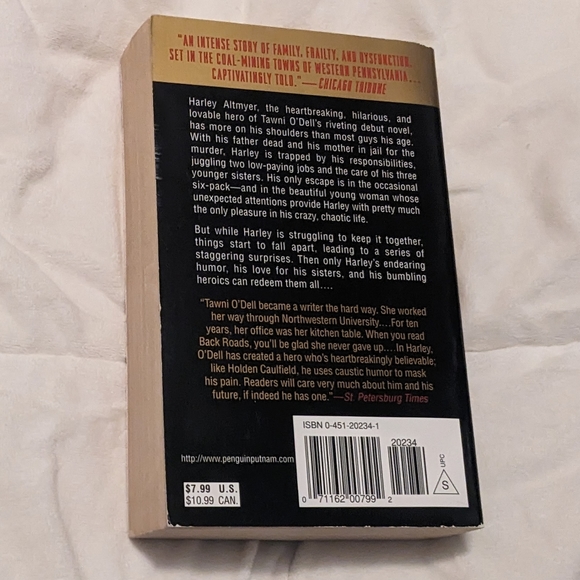 "AN INTENSE STORY OF FAMILY, FRAILTY, AND DYSFUNCTION,
SET IN THE COAL-MINING TOWNS OF WESTERN PENNSYLVANIA....
CAPTIVATINGLY TOLD."—CHICAGO TRIBUNE
Harley Altmyer, the heartbreaking, hilarious, and
lovable hero of Tawni O'Dell's riveting debut novel,
has more on his shoulders than most guys his age.
With his father dead and his mother in jail for the
murder, Harley is trapped by his responsibilities,
juggling two low-paying jobs and the care of his three
younger sisters. His only escape is in the occasional
six-pack—and in the beautiful young woman whose
unexpected attentions provide Harley with pretty much
the only pleasure in his crazy, chaotic life.
But while Harley is struggling to keep it together,
things start to fall apart, leading to a series of
staggering surprises. Then only Harley's endearing
humor, his love for his sisters, and his bumbling
heroics can redeem them all....
"Tawni O'Dell became a writer the hard way. She worked
her way through Northwestern University....For ten
years, her office was her kitchen table. When you read
Back Roads, you'll be glad she never gave up.... In Harley,
O'Dell has created a hero who's heartbreakingly believable;
like Holden Caulfield, he uses caustic humor to mask
his pain. Readers will care very much about him and his
future, if indeed he has one."—St. Petersburg Times
ISBN 0-451-20234-1
20234
UPC
S
http://www.penguinputnam.com
0 71162 00799 2
$7.99 U.S.
$10.99 CAN.